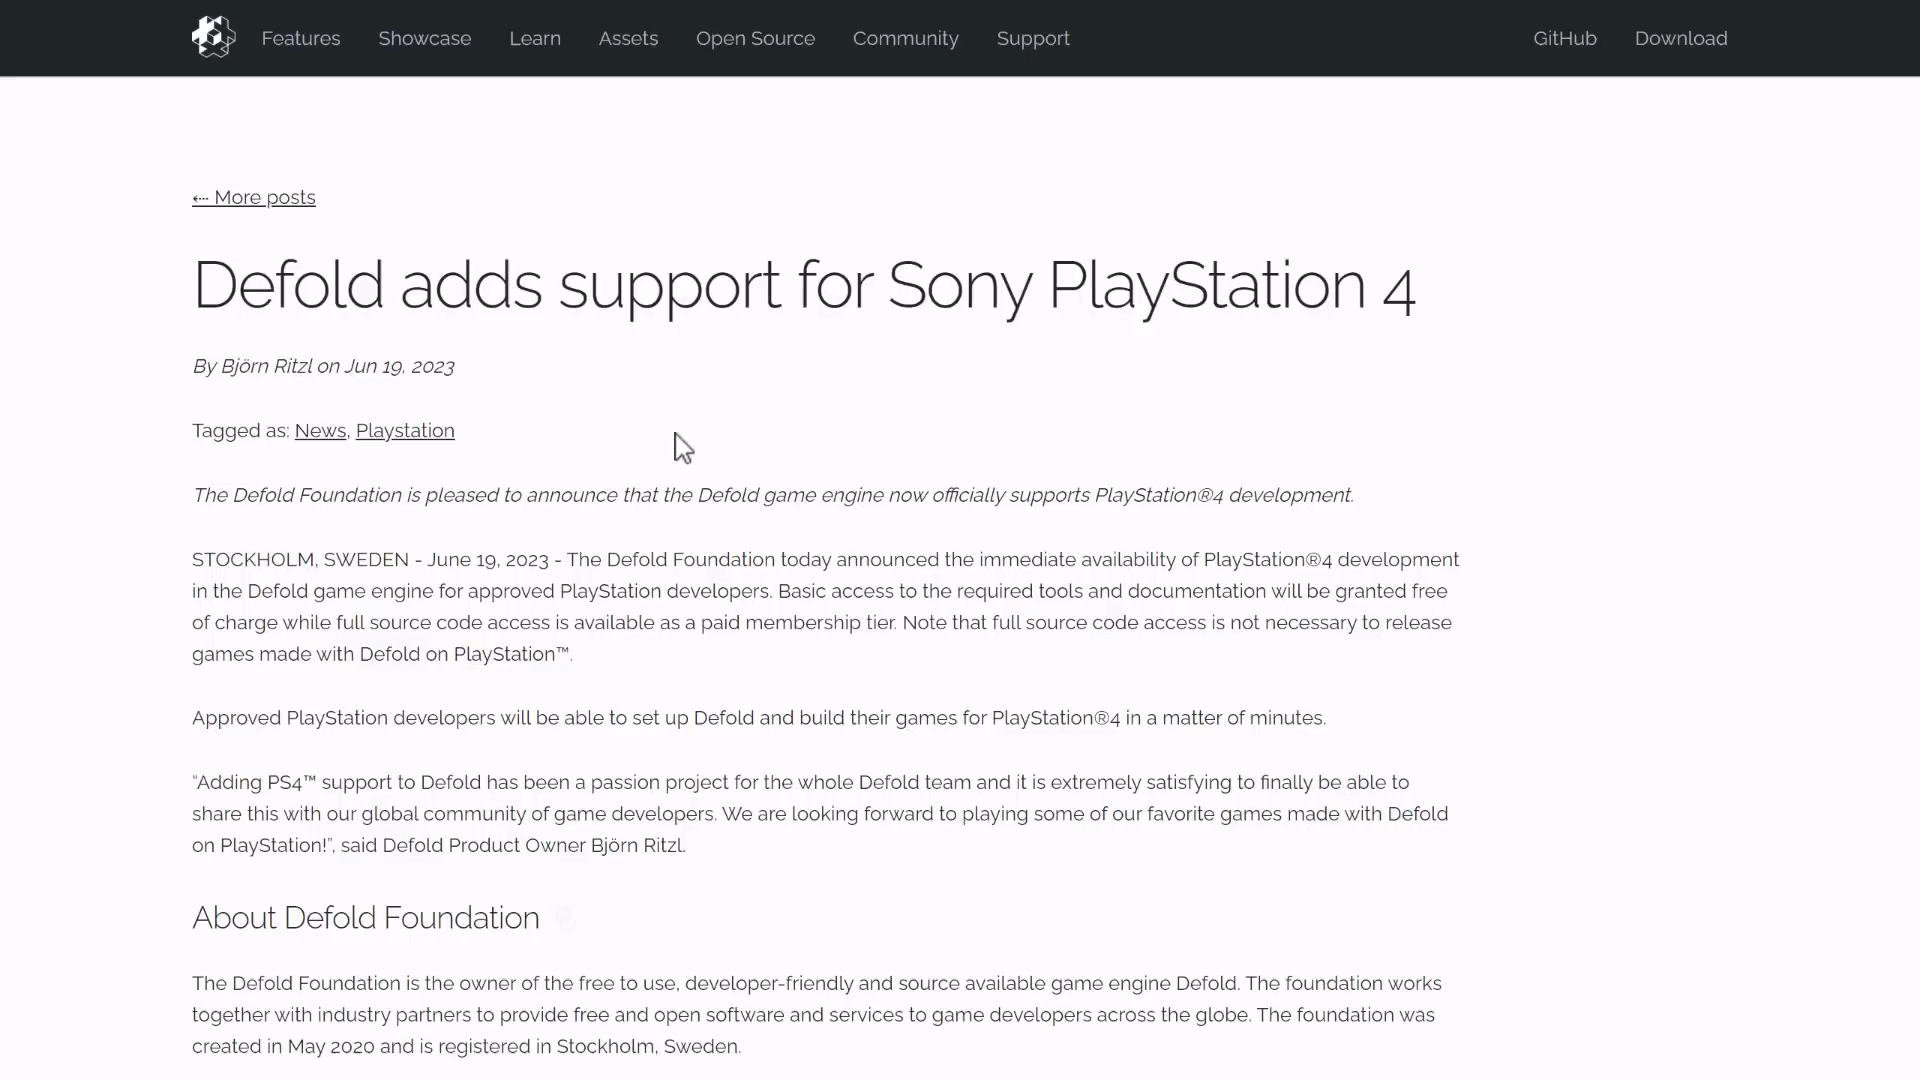 Features Showcase Learn Assets Open Source Community Support GitHub Download
⇠ More posts
Defold adds support for Sony PlayStation 4
By Björn Ritzl on Jun 19, 2023
Tagged as: News, Playstation
The Defold Foundation is pleased to announce that the Defold game engine now officially supports PlayStation®4 development.
STOCKHOLM, SWEDEN - June 19, 2023 - The Defold Foundation today announced the immediate availability of PlayStation®4 development
in the Defold game engine for approved PlayStation developers. Basic access to the required tools and documentation will be granted free
of charge while full source code access is available as a paid membership tier. Note that full source code access is not necessary to release
games made with Defold on PlayStation™.
Approved PlayStation developers will be able to set up Defold and build their games for PlayStation®4 in a matter of minutes.
“Adding PS4™ support to Defold has been a passion project for the whole Defold team and it is extremely satisfying to finally be able to
share this with our global community of game developers. We are looking forward to playing some of our favorite games made with Defold
on PlayStation!”, said Defold Product Owner Björn Ritzl.
About Defold Foundation
The Defold Foundation is the owner of the free to use, developer-friendly and source available game engine Defold. The foundation works
together with industry partners to provide free and open software and services to game developers across the globe. The foundation was
created in May 2020 and is registered in Stockholm, Sweden.